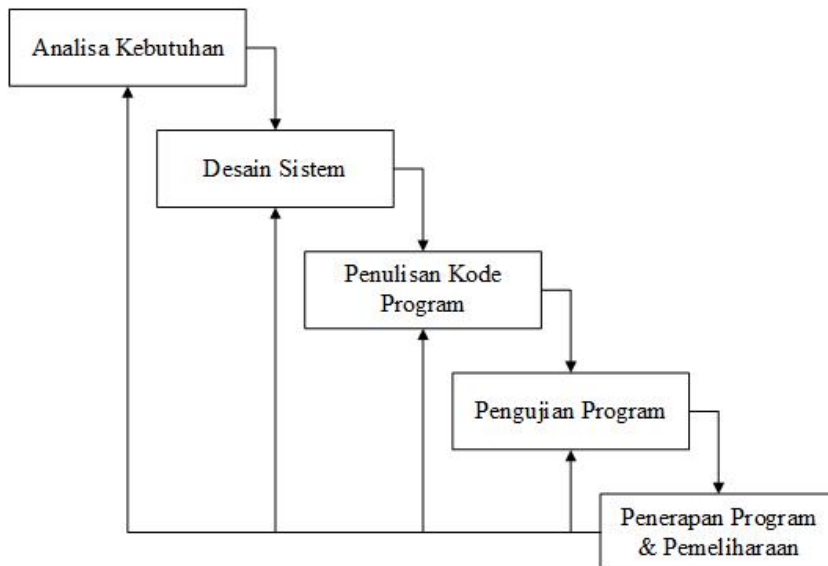 Analisa Kebutuhan
Desain Sistem
Penulisan Kode
Program
Pengujian Program
Penerapan Program
& Pemeliharaan